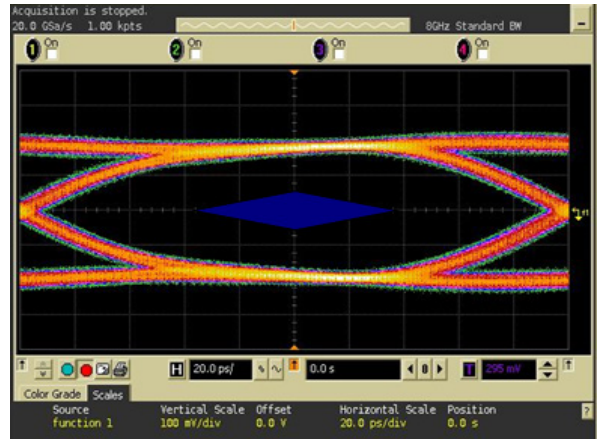 Acquisition is stopped.
20.0 GSa/s 1.00 kpts 8GHz Standard BW
1 On 2 On 3 On 4 On
H 20.0 ps/ 0.0 s 0 T 295 mV
Color Grade Scales
Source Vertical Scale Offset Horizontal Scale Position
function 1 100 mV/div 0.0 V 20.0 ps/div 0.0 s
?